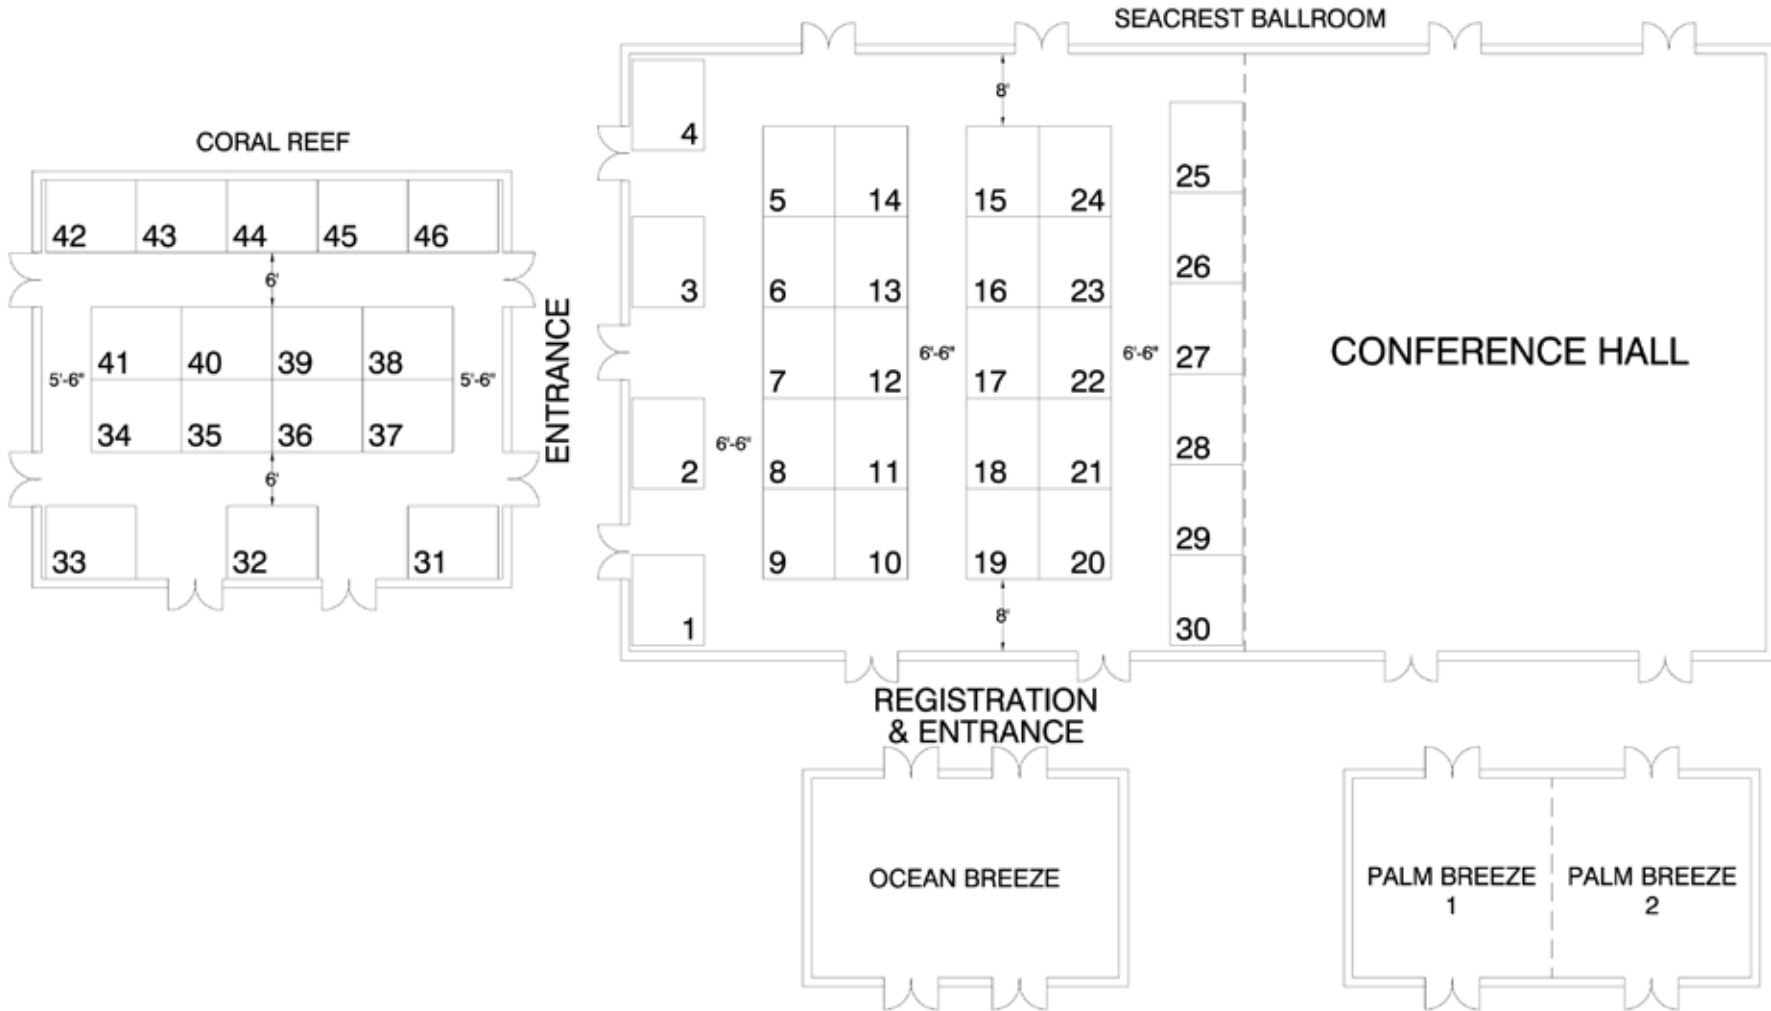 SEACREST BALLROOM
CORAL REEF
42 43 44 45 46
6'
41 40 39 38
5'-6" 5'-6"
34 35 36 37
6'
33 32 31
ENTRANCE
8'
4
5 14 15 24 25
3 6 13 16 23 26
6'-6" 6'-6"
7 12 17 22 27
6'-6"
2 8 11 18 21 28
9 10 19 20 29
8'
1 30
CONFERENCE HALL
REGISTRATION
& ENTRANCE
OCEAN BREEZE
PALM BREEZE
1
PALM BREEZE
2